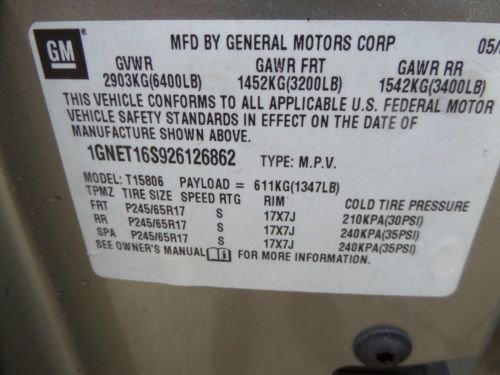 GM
MFD BY GENERAL MOTORS CORP 05/
GVWR GAWR FRT GAWR RR
2903KG(6400LB) 1452KG(3200LB) 1542KG(3400LB)
THIS VEHICLE CONFORMS TO ALL APPLICABLE U.S. FEDERAL MOTOR
VEHICLE SAFETY STANDARDS IN EFFECT ON THE DATE OF
MANUFACTURE SHOWN ABOVE.
1GNET16S926126862 TYPE: M.P.V.
MODEL: T15806 PAYLOAD = 611KG(1347LB)
TPMZ TIRE SIZE SPEED RTG RIM COLD TIRE PRESSURE
FRT P245/65R17 S 17X7J 210KPA(30PSI)
RR P245/65R17 S 17X7J 240KPA(35PSI)
SPA P245/65R17 S 17X7J 240KPA(35PSI)
SEE OWNER'S MANUAL FOR MORE INFORMATION.